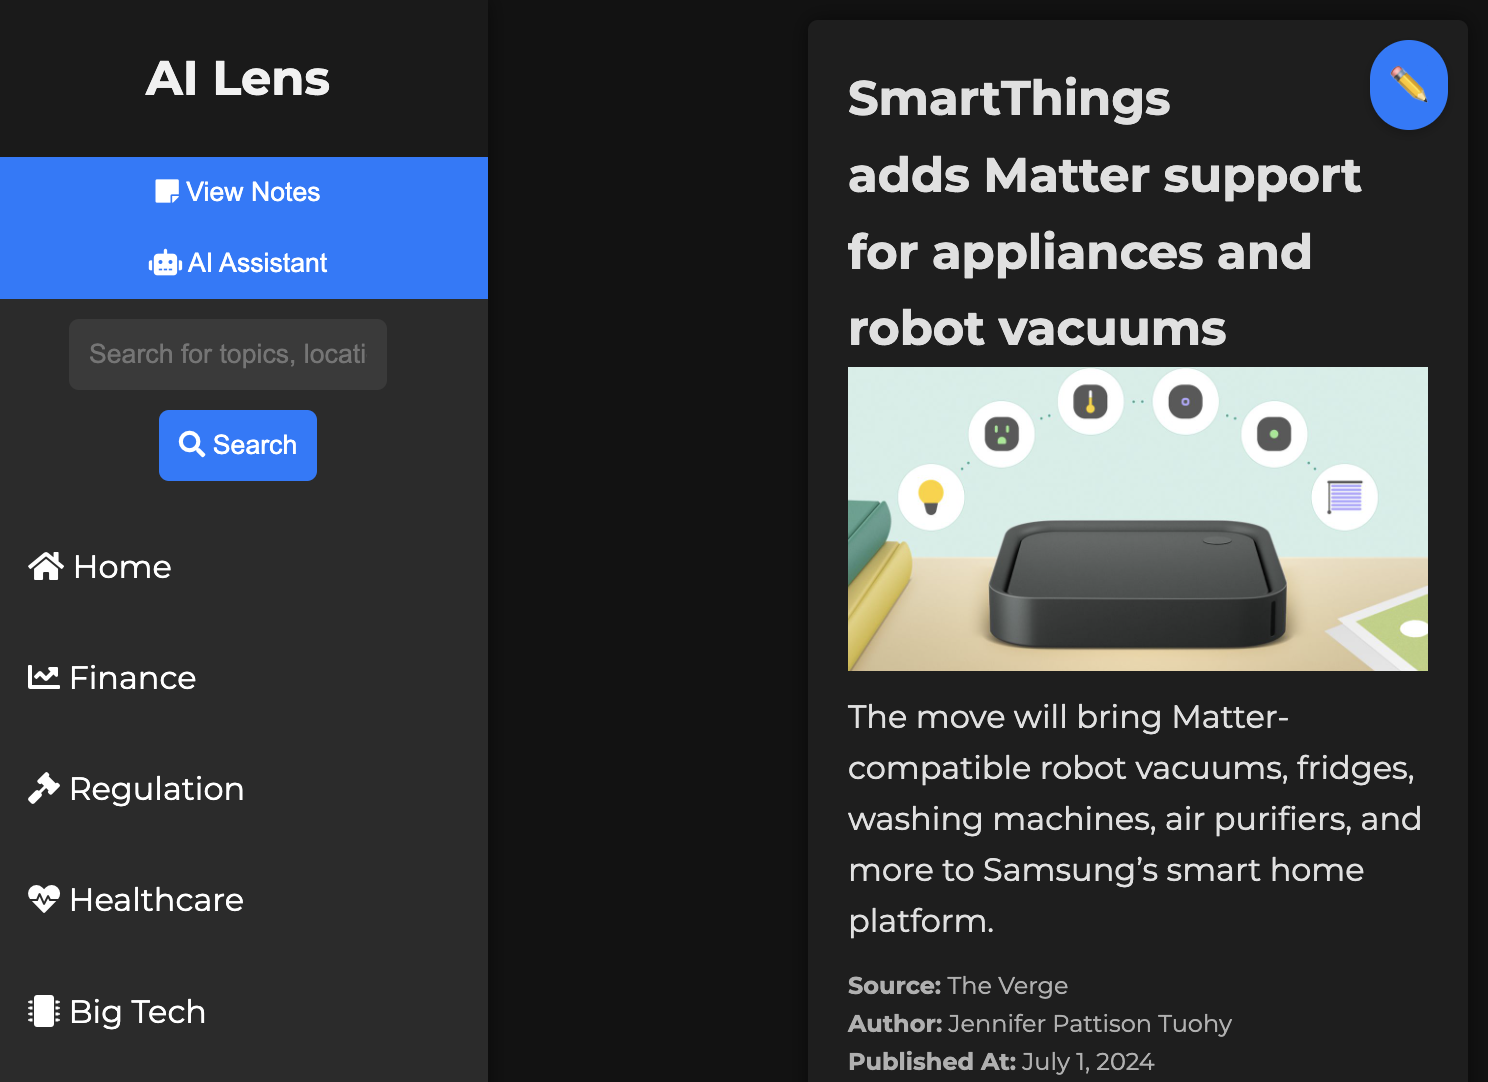 AI Lens
View Notes
AI Assistant
Search for topics, locati
Search
Home
Finance
Regulation
Healthcare
Big Tech
SmartThings
adds Matter support
for appliances and
robot vacuums
The move will bring Matter-
compatible robot vacuums, fridges,
washing machines, air purifiers, and
more to Samsung’s smart home
platform.
Source: The Verge
Author: Jennifer Pattison Tuohy
Published At: July 1, 2024